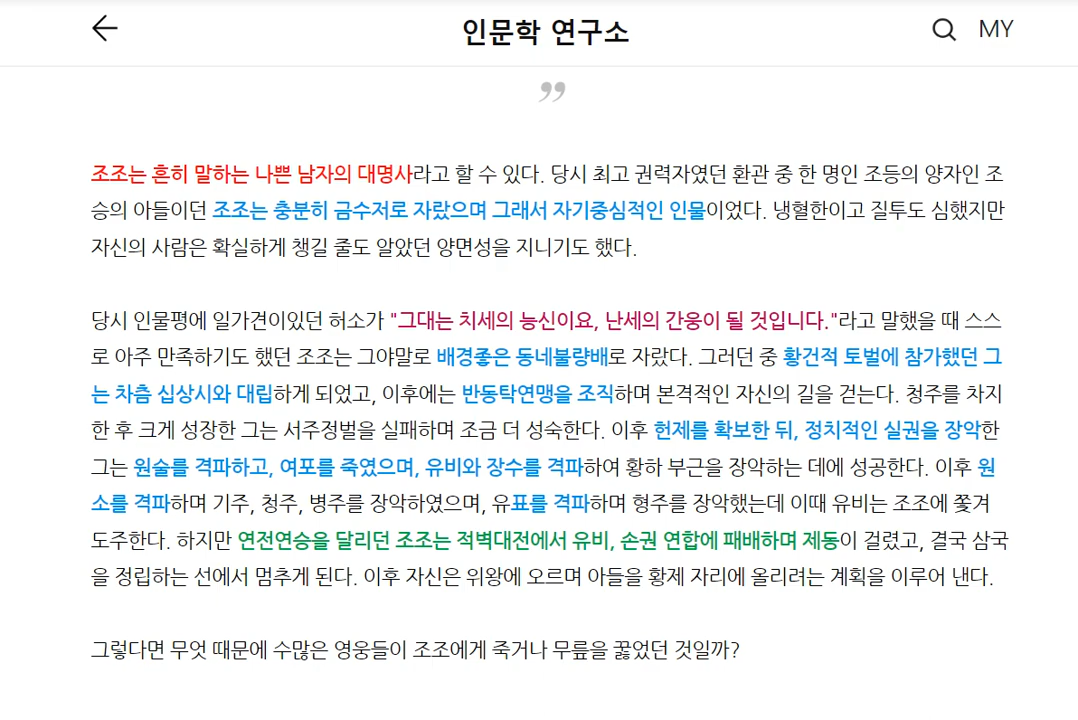 인문학 연구소
MY
”
조조는 흔히 말하는 나쁜 남자의 대명사라고 할 수 있다. 당시 최고 권력자였던 환관 중 한 명인 조등의 양자인 조
승의 아들이던 조조는 충분히 금수저로 자랐으며 그래서 자기중심적인 인물이었다. 냉혈한이고 질투도 심했지만
자신의 사람은 확실하게 챙길 줄도 알았던 양면성을 지니기도 했다.
당시 인물평에 일가견이있던 허소가 "그대는 치세의 능신이요, 난세의 간웅이 될 것입니다."라고 말했을 때 스스
로 아주 만족하기도 했던 조조는 그야말로 배경좋은 동네불량배로 자랐다. 그러던 중 황건적 토벌에 참가했던 그
는 차츰 십상시와 대립하게 되었고, 이후에는 반동탁연맹을 조직하며 본격적인 자신의 길을 걷는다. 청주를 차지
한 후 크게 성장한 그는 서주정벌을 실패하며 조금 더 성숙한다. 이후 헌제를 확보한 뒤, 정치적인 실권을 장악한
그는 원술를 격파하고, 여포를 죽였으며, 유비와 장수를 격파하여 황하 부근을 장악하는 데에 성공한다. 이후 원
소를 격파하며 기주, 청주, 병주를 장악하였으며, 유표를 격파하며 형주를 장악했는데 이때 유비는 조조에 쫓겨
도주한다. 하지만 연전연승을 달리던 조조는 적벽대전에서 유비, 손권 연합에 패배하며 제동이 걸렸고, 결국 삼국
을 정립하는 선에서 멈추게 된다. 이후 자신은 위왕에 오르며 아들을 황제 자리에 올리려는 계획을 이루어 낸다.
그렇다면 무엇 때문에 수많은 영웅들이 조조에게 죽거나 무릎을 꿇었던 것일까?